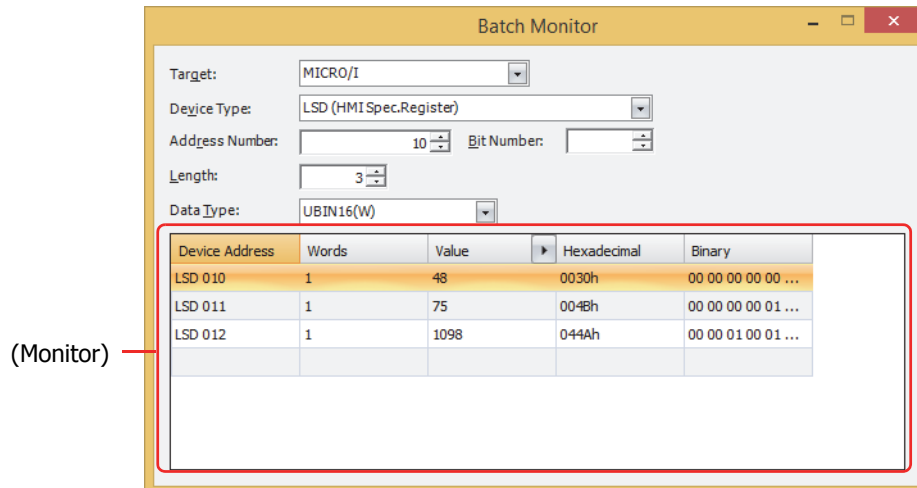 Batch Monitor
Target: MICRO/I
Device Type: LSD (HMI Spec.Register)
Address Number: 10 Bit Number:
Length: 3
Data Type: UBIN16(W)
Device Address Words Value Hexadecimal Binary
LSD 010 1 48 0030h 00 00 00 00 00 ...
LSD 011 1 75 004Bh 00 00 00 00 01 ...
LSD 012 1 1098 044Ah 00 00 01 00 01 ...
(Monitor)